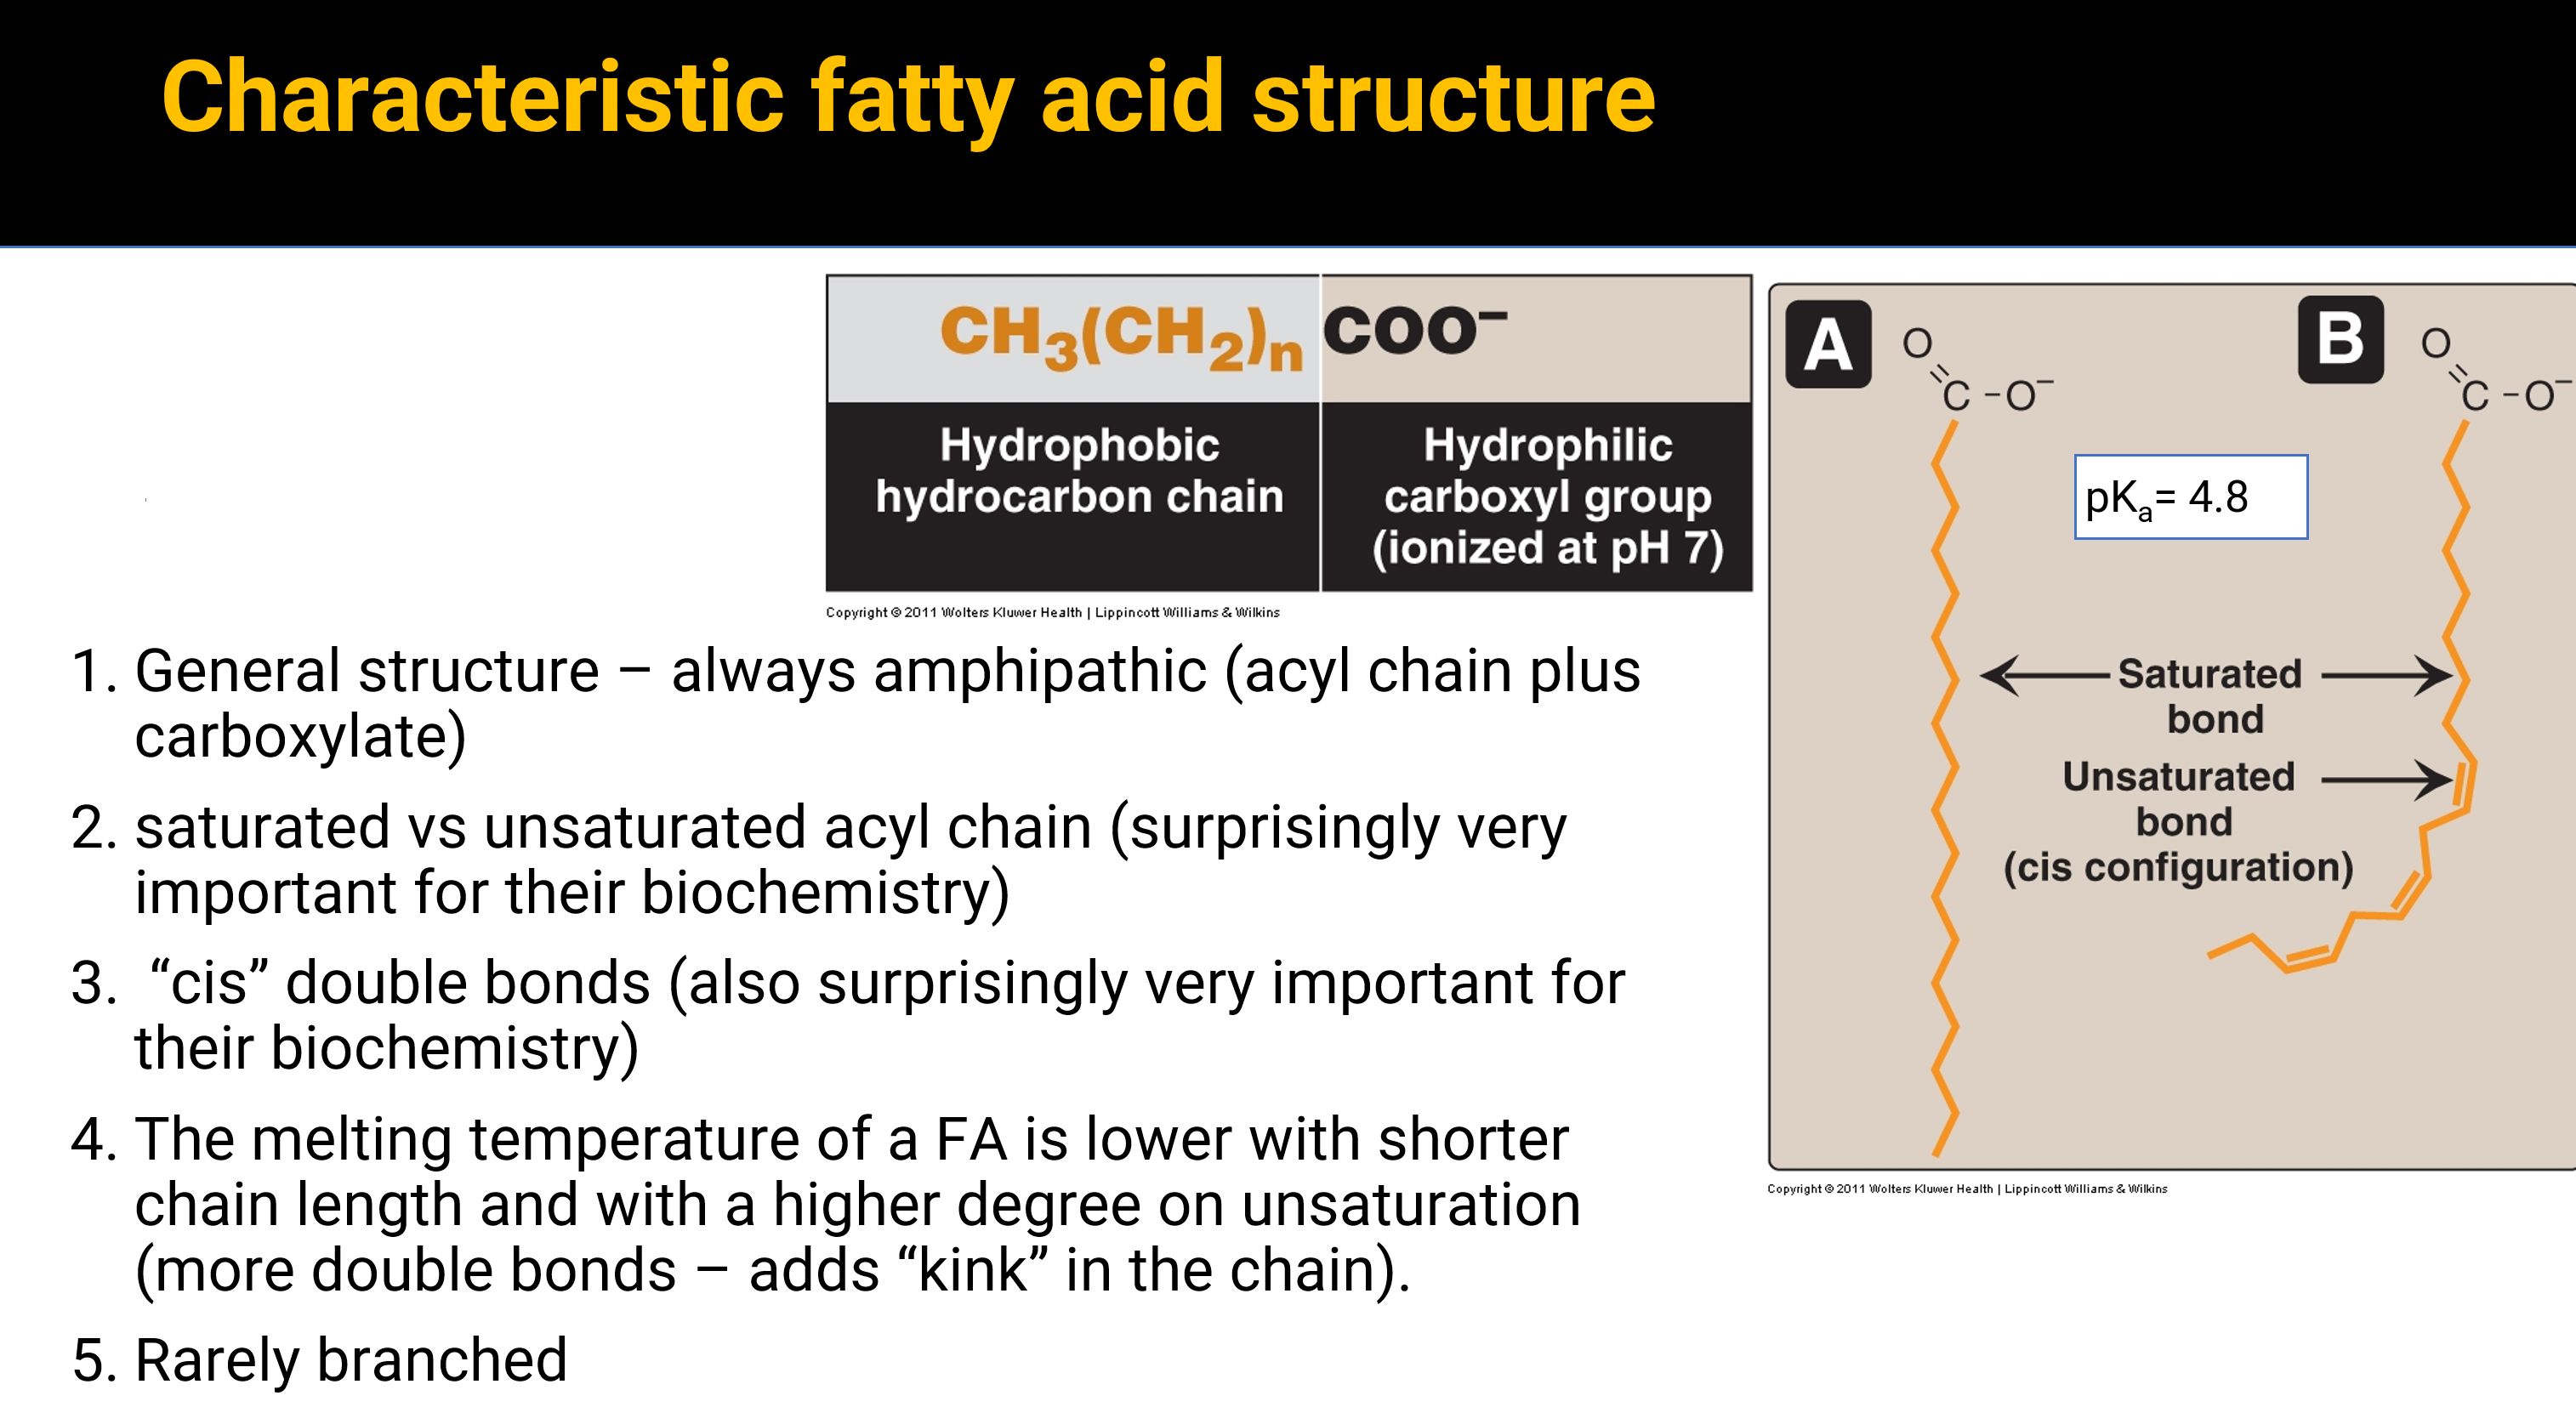 Characteristic fatty acid structure
CH₃(CH₂)ₙ COO⁻
Hydrophobic
hydrocarbon chain
Hydrophilic
carboxyl group
(ionized at pH 7)
Copyright © 2011 Wolters Kluwer Health | Lippincott Williams & Wilkins
1. General structure – always amphipathic (acyl chain plus
carboxylate)
2. saturated vs unsaturated acyl chain (surprisingly very
important for their biochemistry)
3. “cis” double bonds (also surprisingly very important for
their biochemistry)
4. The melting temperature of a FA is lower with shorter
chain length and with a higher degree on unsaturation
(more double bonds – adds “kink” in the chain).
5. Rarely branched
A
O
C -O⁻
B
O
C -O⁻
pKₐ= 4.8
Saturated
bond
Unsaturated
bond
(cis configuration)
Copyright © 2011 Wolters Kluwer Health | Lippincott Williams & Wilkins